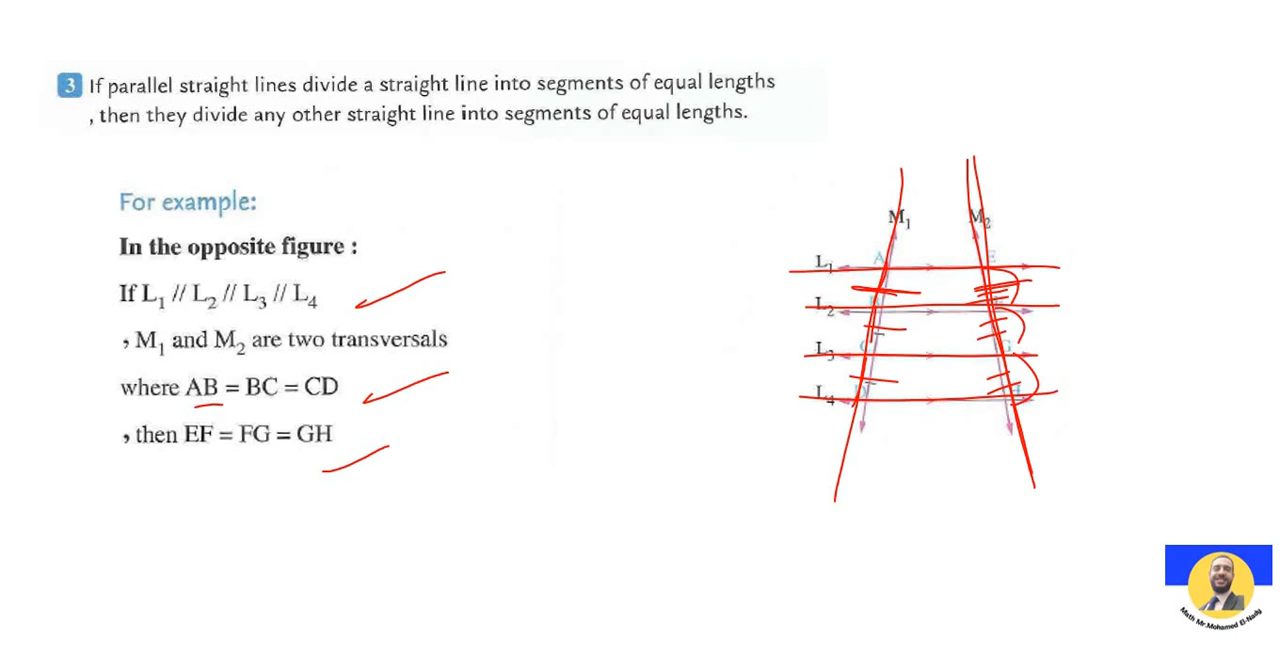 3 If parallel straight lines divide a straight line into segments of equal lengths
, then they divide any other straight line into segments of equal lengths.
For example:
In the opposite figure :
If L₁ // L₂ // L₃ // L₄
, M₁ and M₂ are two transversals
where AB = BC = CD
, then EF = FG = GH
M₁ M₂
L₁ A E
L₂
L₃ C G
L₄ D H
Math Mr.Mohamed El-Nady